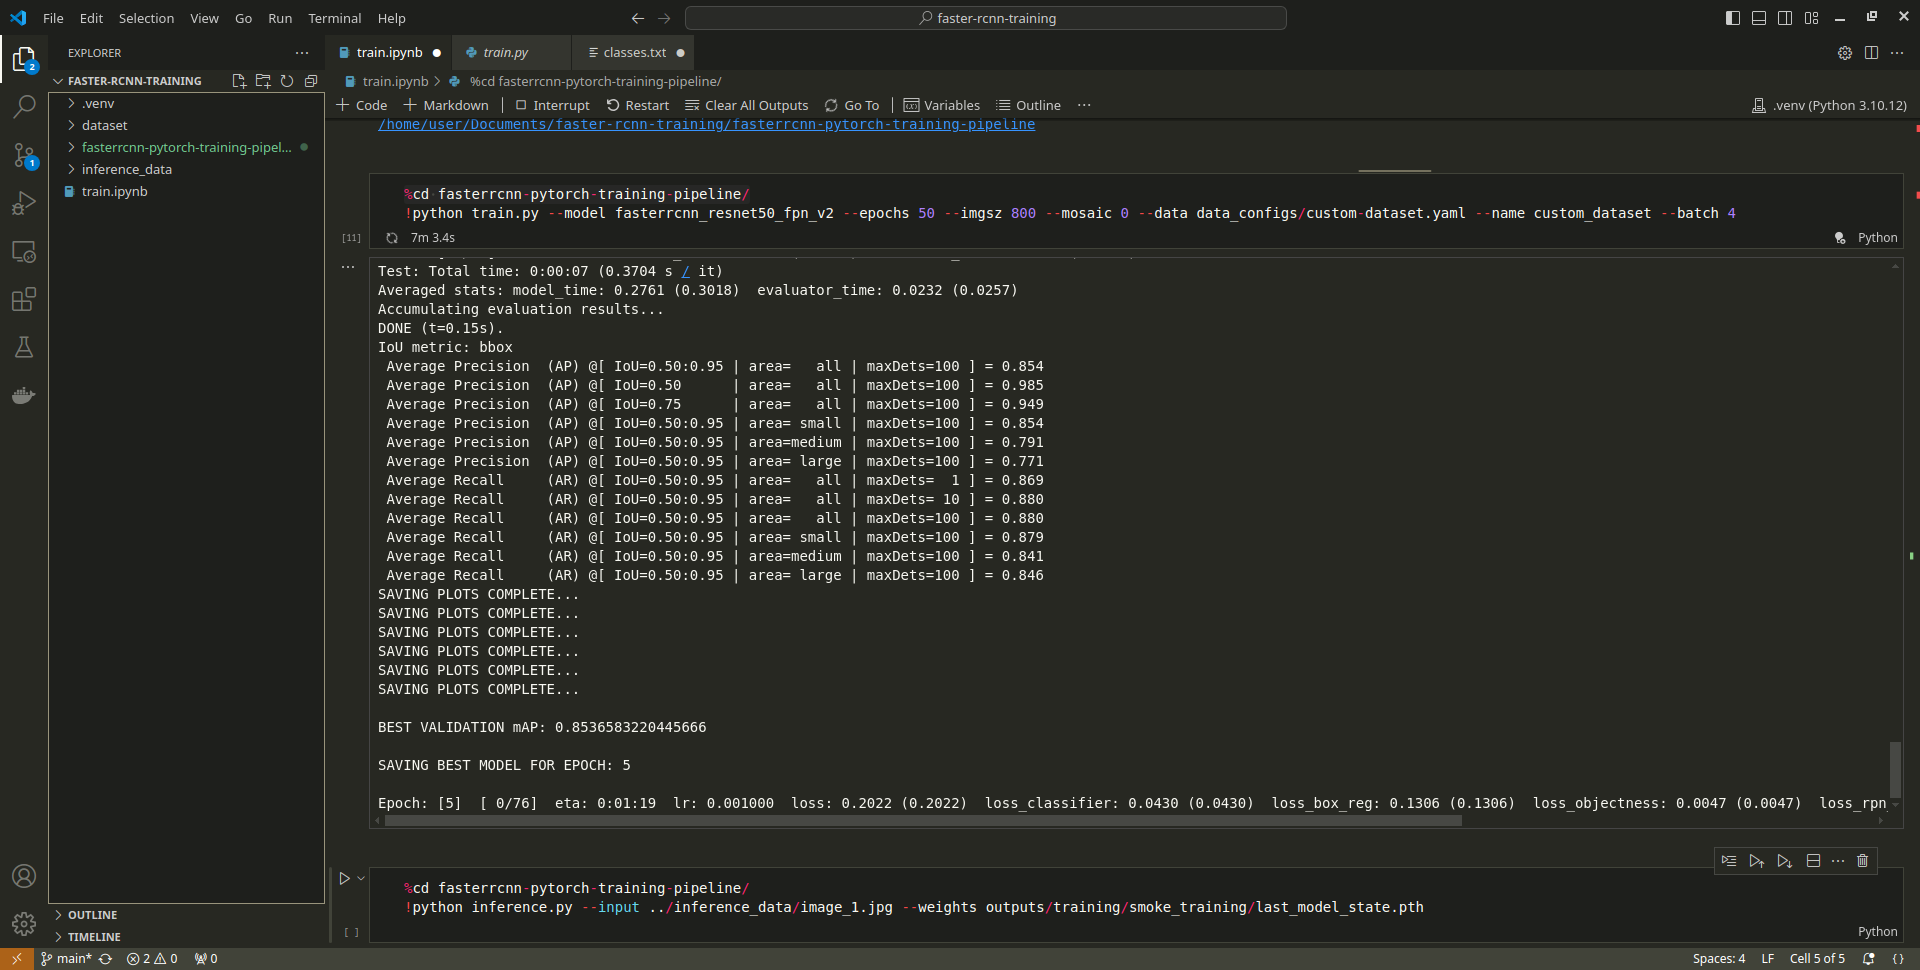 File Edit Selection View Go Run Terminal Help
faster-rcnn-training
EXPLORER
train.ipynb
train.py
classes.txt
FASTER-RCNN-TRAINING
.venv
dataset
fasterrcnn-pytorch-training-pipel...
inference_data
train.ipynb
OUTLINE
TIMELINE
2
1
train.ipynb > %cd fasterrcnn-pytorch-training-pipeline/
+ Code + Markdown | Interrupt Restart Clear All Outputs Go To | Variables Outline ...
.venv (Python 3.10.12)
/home/user/Documents/faster-rcnn-training/fasterrcnn-pytorch-training-pipeline
%cd fasterrcnn-pytorch-training-pipeline/
!python train.py --model fasterrcnn_resnet50_fpn_v2 --epochs 50 --imgsz 800 --mosaic 0 --data data_configs/custom-dataset.yaml --name custom_dataset --batch 4
[11] 7m 3.4s
Python
Test: Total time: 0:00:07 (0.3704 s / it)
Averaged stats: model_time: 0.2761 (0.3018)  evaluator_time: 0.0232 (0.0257)
Accumulating evaluation results...
DONE (t=0.15s).
IoU metric: bbox
Average Precision  (AP) @[ IoU=0.50:0.95 | area=   all | maxDets=100 ] = 0.854
Average Precision  (AP) @[ IoU=0.50      | area=   all | maxDets=100 ] = 0.985
Average Precision  (AP) @[ IoU=0.75      | area=   all | maxDets=100 ] = 0.949
Average Precision  (AP) @[ IoU=0.50:0.95 | area= small | maxDets=100 ] = 0.854
Average Precision  (AP) @[ IoU=0.50:0.95 | area=medium | maxDets=100 ] = 0.791
Average Precision  (AP) @[ IoU=0.50:0.95 | area= large | maxDets=100 ] = 0.771
Average Recall     (AR) @[ IoU=0.50:0.95 | area=   all | maxDets=  1 ] = 0.869
Average Recall     (AR) @[ IoU=0.50:0.95 | area=   all | maxDets= 10 ] = 0.880
Average Recall     (AR) @[ IoU=0.50:0.95 | area=   all | maxDets=100 ] = 0.880
Average Recall     (AR) @[ IoU=0.50:0.95 | area= small | maxDets=100 ] = 0.879
Average Recall     (AR) @[ IoU=0.50:0.95 | area=medium | maxDets=100 ] = 0.841
Average Recall     (AR) @[ IoU=0.50:0.95 | area= large | maxDets=100 ] = 0.846
SAVING PLOTS COMPLETE...
SAVING PLOTS COMPLETE...
SAVING PLOTS COMPLETE...
SAVING PLOTS COMPLETE...
SAVING PLOTS COMPLETE...
SAVING PLOTS COMPLETE...
BEST VALIDATION mAP: 0.8536583220445666
SAVING BEST MODEL FOR EPOCH: 5
Epoch: [5]  [ 0/76]  eta: 0:01:19  lr: 0.001000  loss: 0.2022 (0.2022)  loss_classifier: 0.0430 (0.0430)  loss_box_reg: 0.1306 (0.1306)  loss_objectness: 0.0047 (0.0047)  loss_rpn
%cd fasterrcnn-pytorch-training-pipeline/
!python inference.py --input ../inference_data/image_1.jpg --weights outputs/training/smoke_training/last_model_state.pth
[ ]
Python
main* 2 0 0
Spaces: 4 LF Cell 5 of 5 {}